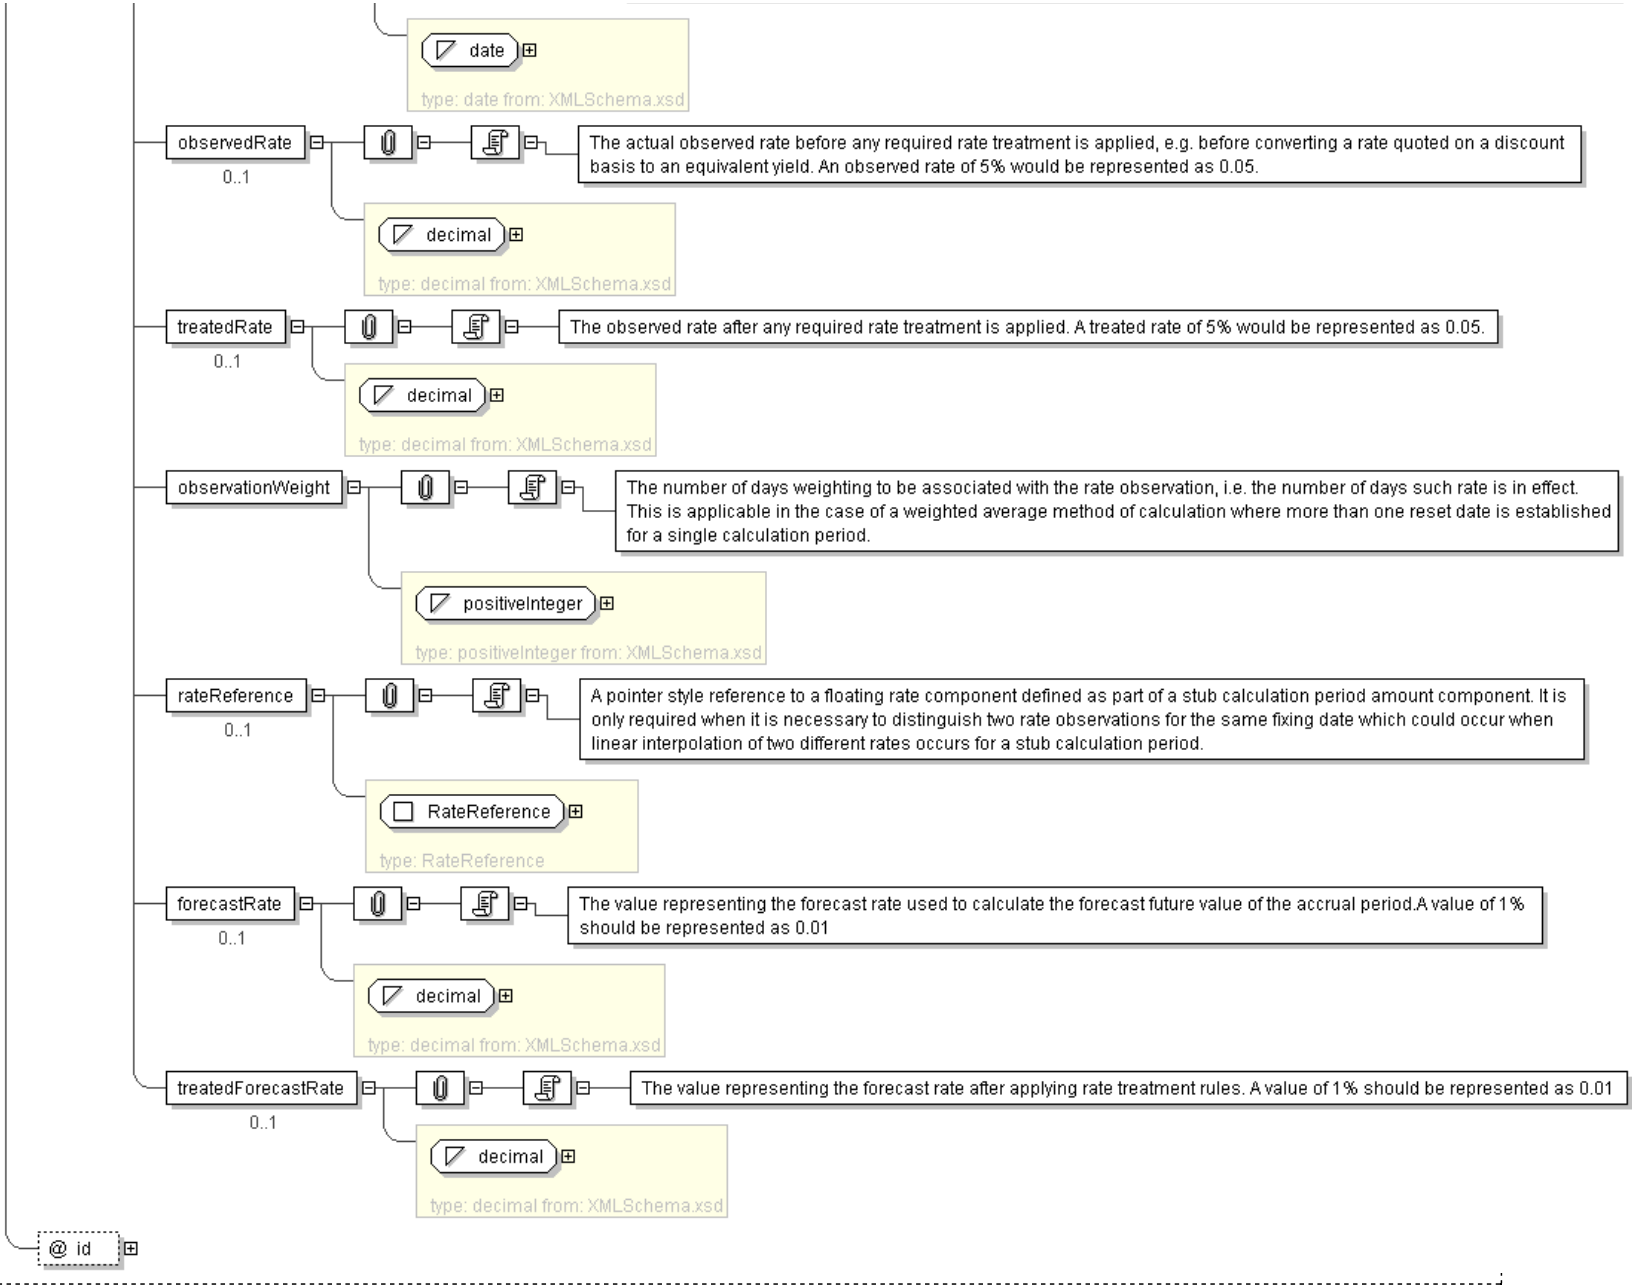 date
type: date from: XMLSchema.xsd
observedRate
0..1
The actual observed rate before any required rate treatment is applied, e.g. before converting a rate quoted on a discount
basis to an equivalent yield. An observed rate of 5% would be represented as 0.05.
decimal
type: decimal from: XMLSchema.xsd
treatedRate
0..1
The observed rate after any required rate treatment is applied. A treated rate of 5% would be represented as 0.05.
decimal
type: decimal from: XMLSchema.xsd
observationWeight
The number of days weighting to be associated with the rate observation, i.e. the number of days such rate is in effect.
This is applicable in the case of a weighted average method of calculation where more than one reset date is established
for a single calculation period.
positiveInteger
type: positiveInteger from: XMLSchema.xsd
rateReference
0..1
A pointer style reference to a floating rate component defined as part of a stub calculation period amount component. It is
only required when it is necessary to distinguish two rate observations for the same fixing date which could occur when
linear interpolation of two different rates occurs for a stub calculation period.
RateReference
type: RateReference
forecastRate
0..1
The value representing the forecast rate used to calculate the forecast future value of the accrual period.A value of 1%
should be represented as 0.01
decimal
type: decimal from: XMLSchema.xsd
treatedForecastRate
0..1
The value representing the forecast rate after applying rate treatment rules. A value of 1% should be represented as 0.01
decimal
type: decimal from: XMLSchema.xsd
@ id